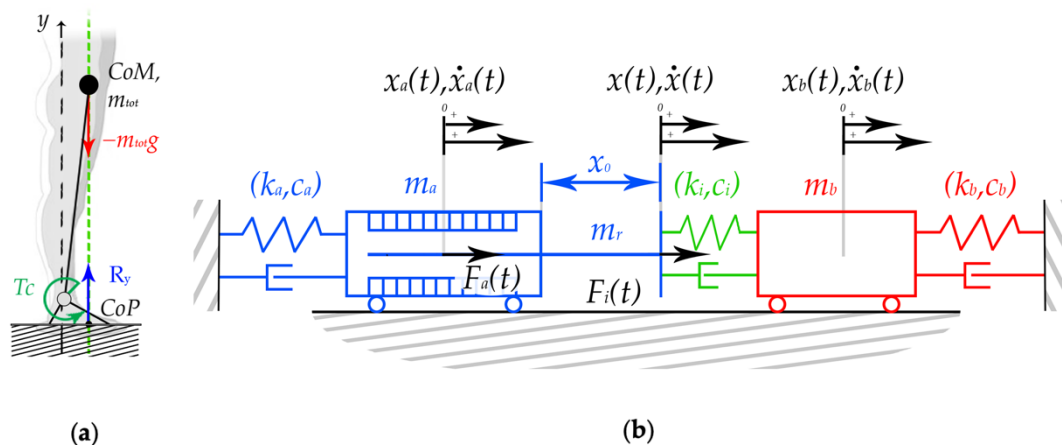 (a)
y
CoM,
m_tot
−m_tot g
R_y
Tc
CoP
(b)
x_a(t),ẋ_a(t)
x(t),ẋ(t)
x_b(t),ẋ_b(t)
0
+
+
0
+
+
0
+
+
(k_a,c_a)
m_a
x_0
(k_i,c_i)
m_b
(k_b,c_b)
m_r
F_a(t)
F_i(t)